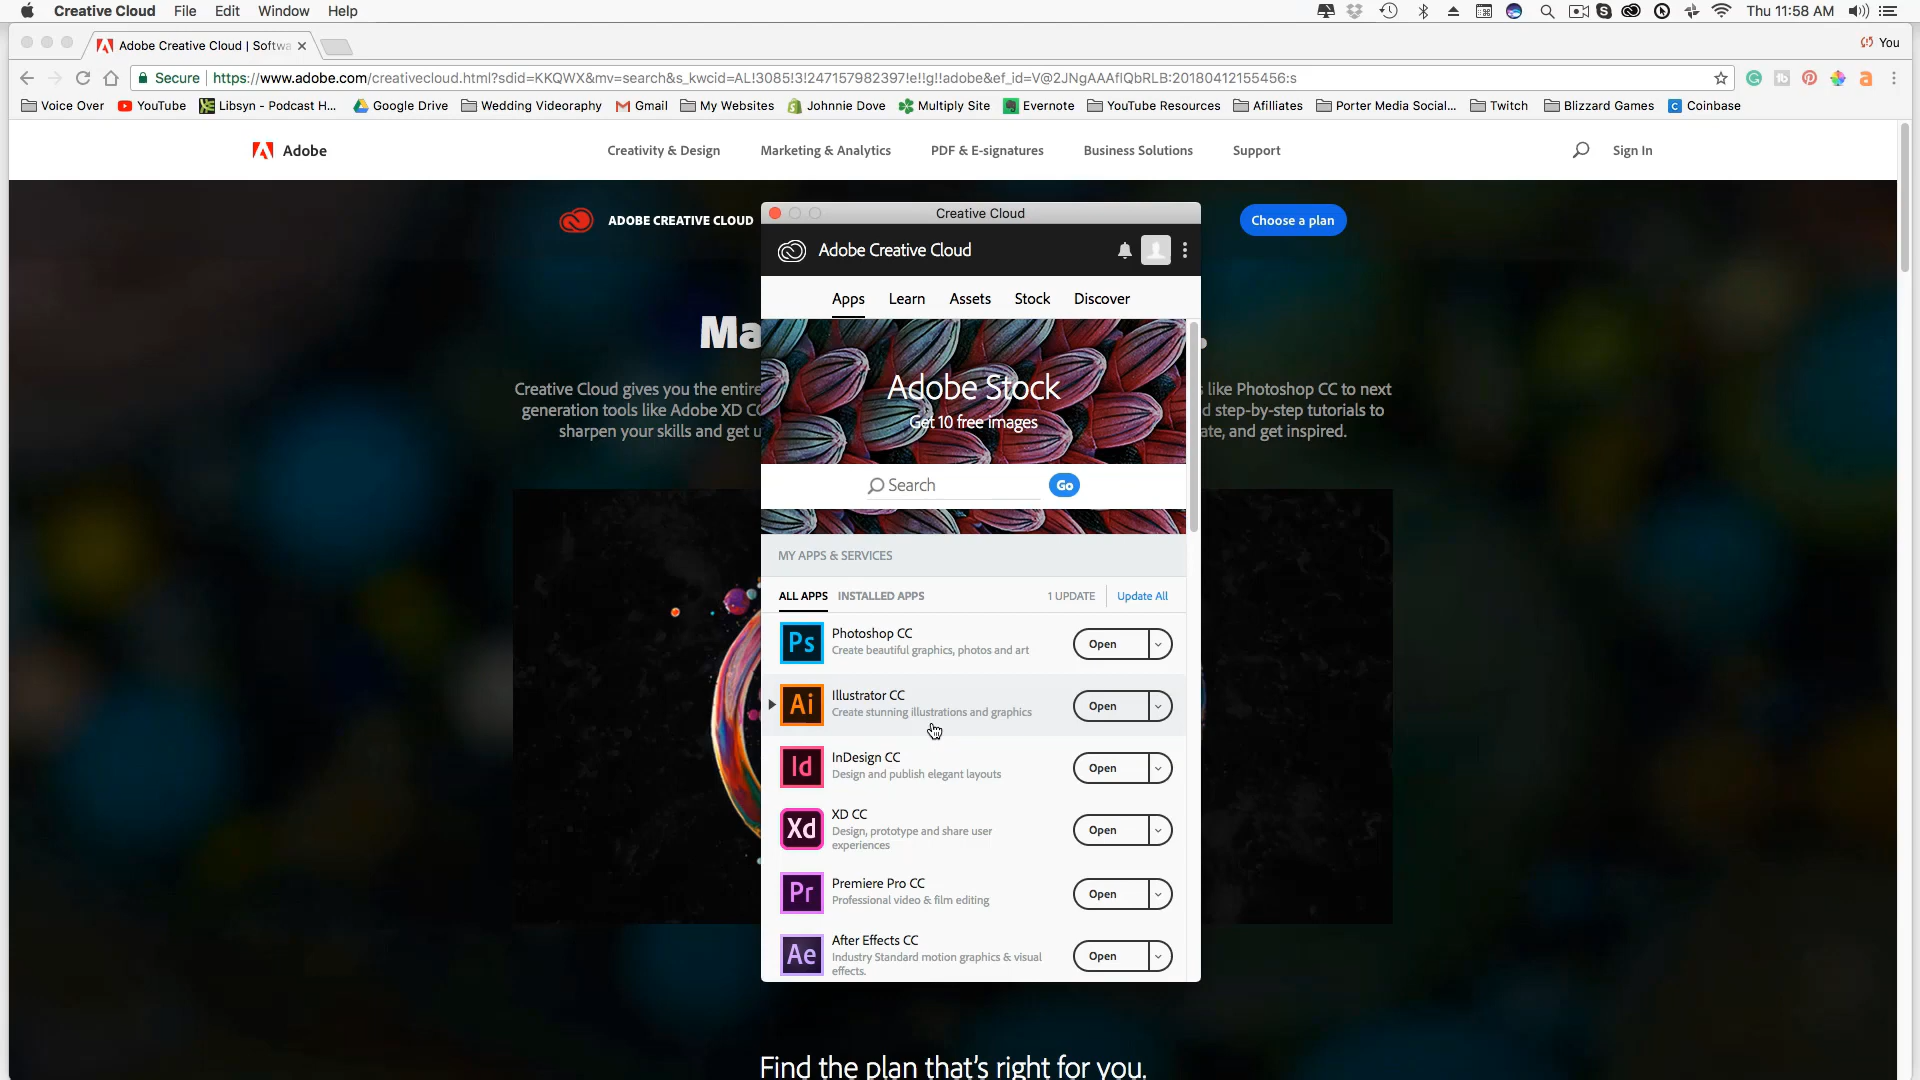 Creative Cloud File Edit Window Help
Thu 11:58 AM
Adobe Creative Cloud | Softwa
You
Secure https://www.adobe.com/creativecloud.html?sdid=KKQWX&mv=search&s_kwcid=AL!3085!3!247157982397!e!!g!!adobe&ef_id=V@2JNgAAAfIQbRLB:20180412155456:s
Voice Over YouTube Libsyn - Podcast H... Google Drive Wedding Videoraphy Gmail My Websites Johnnie Dove Multiply Site Evernote YouTube Resources Afilliates Porter Media Social... Twitch Blizzard Games Coinbase
Adobe Creativity & Design Marketing & Analytics PDF & E-signatures Business Solutions Support Sign In
ADOBE CREATIVE CLOUD Choose a plan
Ma
Creative Cloud gives you the entire
like Photoshop CC to next
generation tools like Adobe XD CC
d step-by-step tutorials to
sharpen your skills and get u
ate, and get inspired.
Creative Cloud
Adobe Creative Cloud
Apps Learn Assets Stock Discover
Adobe Stock
Get 10 free images
Search Go
MY APPS & SERVICES
ALL APPS INSTALLED APPS 1 UPDATE Update All
Ps Photoshop CC Open
Create beautiful graphics, photos and art
Ai Illustrator CC Open
Create stunning illustrations and graphics
Id InDesign CC Open
Design and publish elegant layouts
Xd XD CC Open
Design, prototype and share user
experiences
Pr Premiere Pro CC Open
Professional video & film editing
Ae After Effects CC Open
Industry Standard motion graphics & visual
effects.
Find the plan that's right for you.